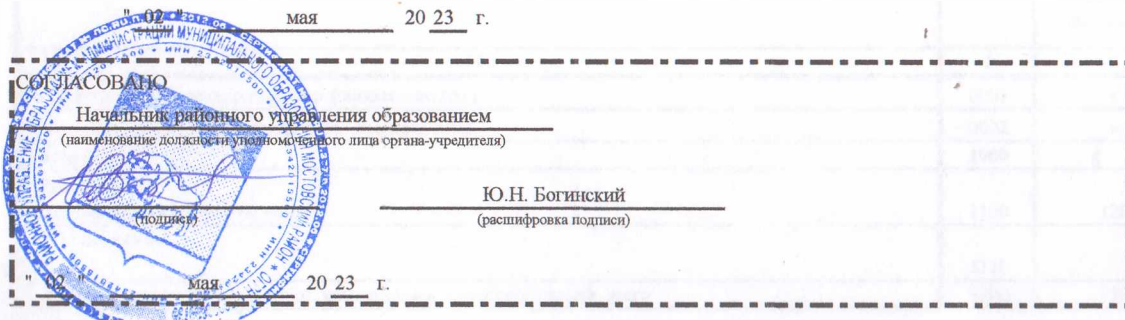 " 02 " мая 20 23 г.
СОГЛАСОВАНО
Начальник районного управления образованием
(наименование должности уполномоченного лица органа-учредителя)
Ю.Н. Богинский
(подпись) (расшифровка подписи)
" 02 " мая 20 23 г.